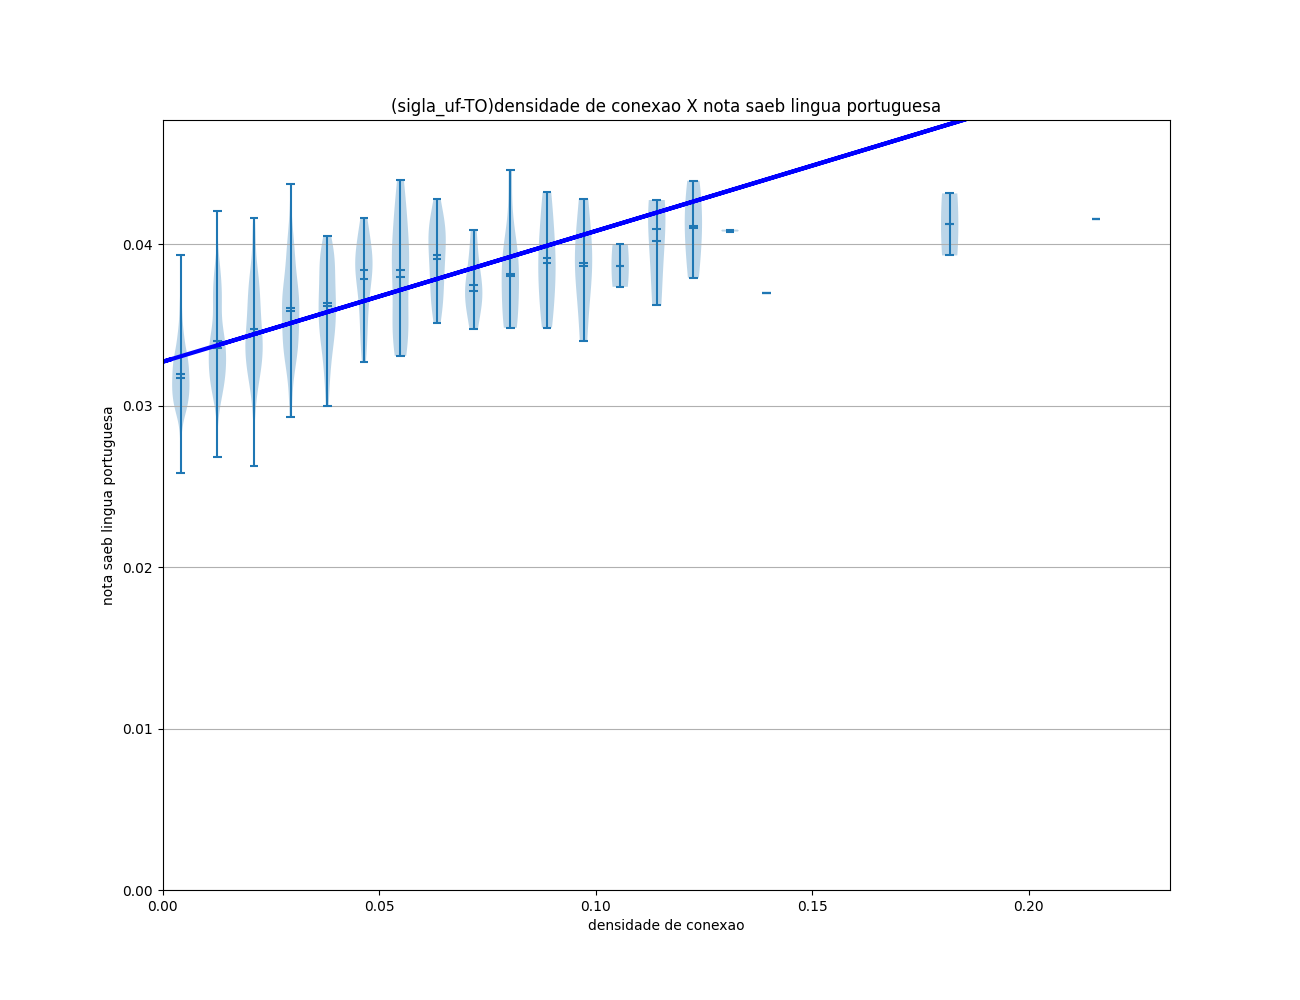 (sigla_uf-TO)densidade de conexao X nota saeb lingua portuguesa
nota saeb lingua portuguesa
0.04
0.03
0.02
0.01
0.00
0.00 0.05 0.10 0.15 0.20
densidade de conexao